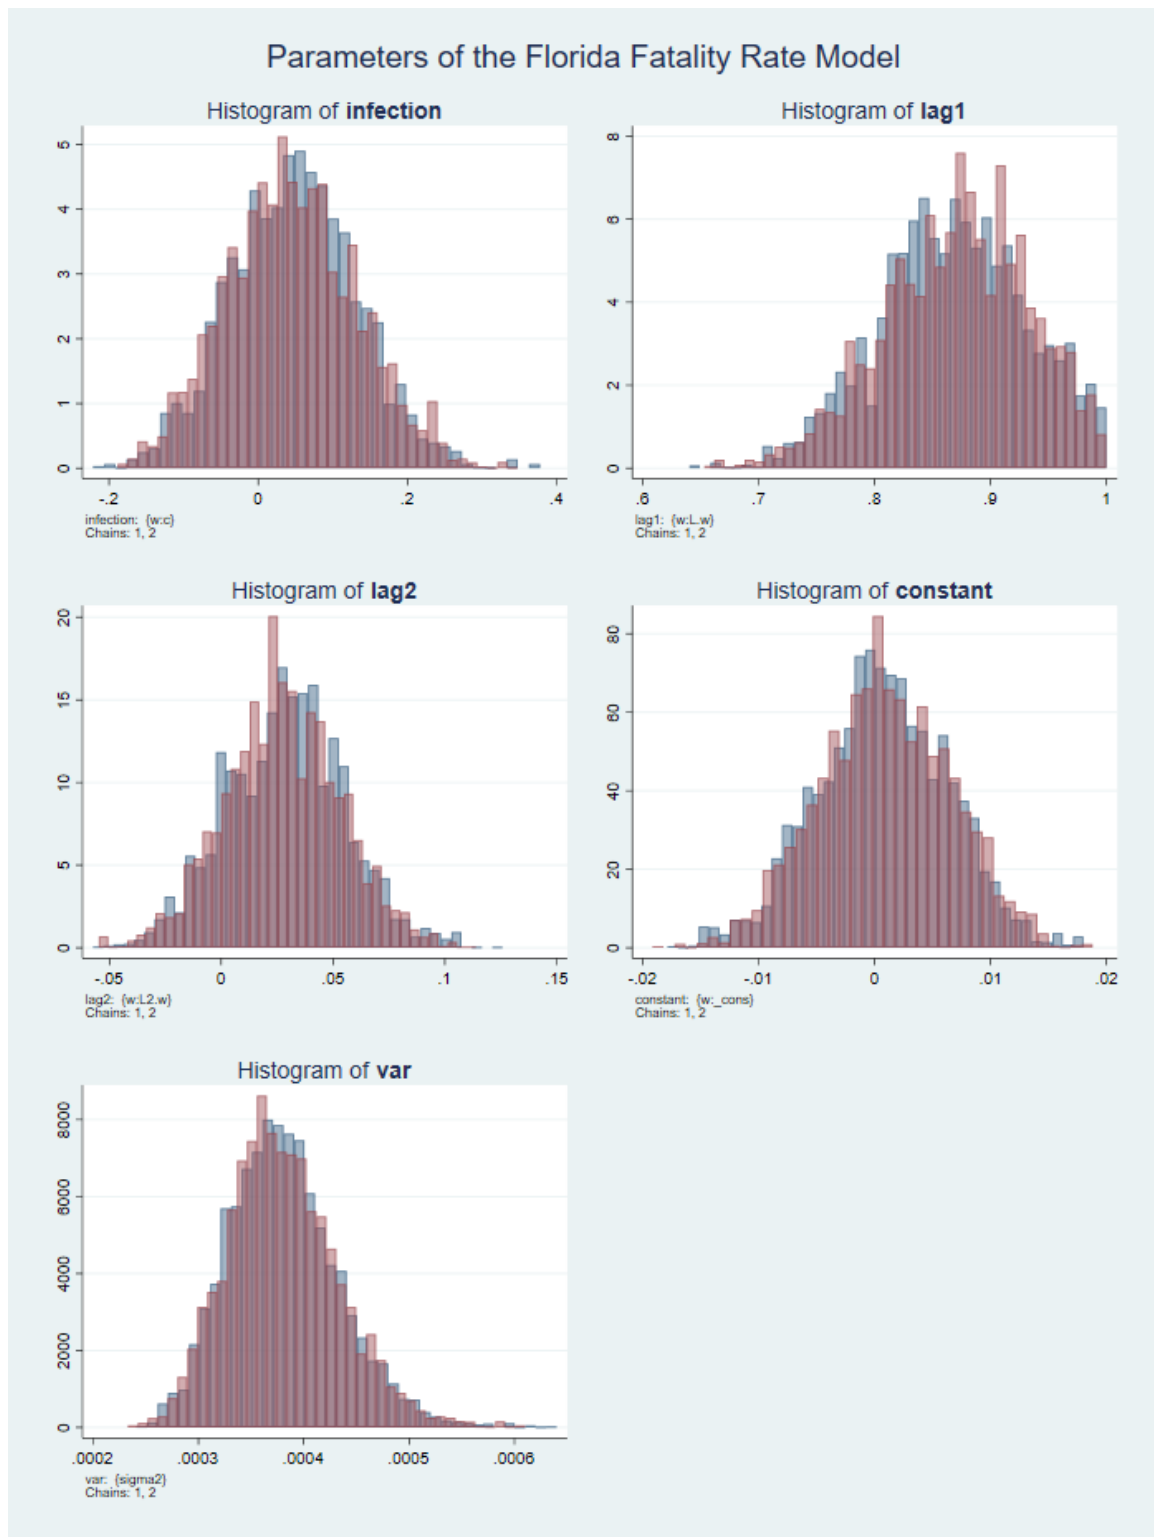 Parameters of the Florida Fatality Rate Model
Histogram of infection
5
4
3
2
1
0
-.2 0 .2 .4
infection: {w:c}
Chains: 1, 2
Histogram of lag1
8
6
4
2
0
.6 .7 .8 .9 1
lag1: {w:L.w}
Chains: 1, 2
Histogram of lag2
20
15
10
5
0
-.05 0 .05 .1 .15
lag2: {w:L2.w}
Chains: 1, 2
Histogram of constant
80
60
40
20
0
-.02 -.01 0 .01 .02
constant: {w:_cons}
Chains: 1, 2
Histogram of var
8000
6000
4000
2000
0
.0002 .0003 .0004 .0005 .0006
var: {sigma2}
Chains: 1, 2